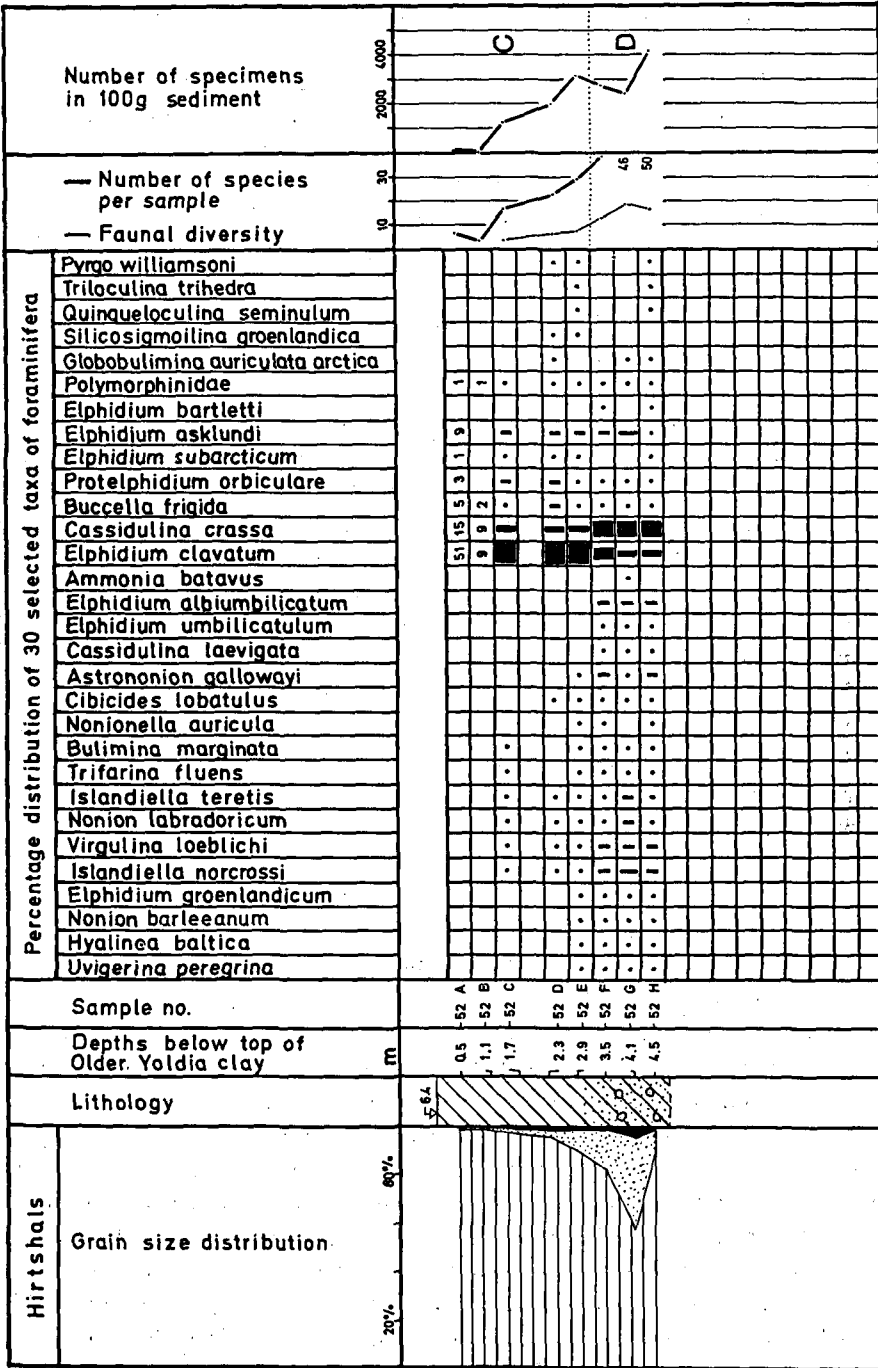 Number of specimens
in 100g sediment
2000
4000
C
D
Number of species
per sample
Faunal diversity
10
30
46
50
Percentage distribution of 30 selected taxa of foraminifera
Pyrgo williamsoni
Triloculina trihedra
Quinqueloculina seminulum
Silicosigmoilina groenlandica
Globobulimina auriculata arctica
Polymorphinidae
1 1
Elphidium bartletti
Elphidium asklundi
9
Elphidium subarcticum
1
Protelphidium orbiculare
3
Buccella frigida
5 2
Cassidulina crassa
15 9
Elphidium clavatum
51 9
Ammonia batavus
Elphidium albiumbilicatum
Elphidium umbilicatulum
Cassidulina laevigata
Astrononion gallowayi
Cibicides lobatulus
Nonionella auricula
Bulimina marginata
Trifarina fluens
Islandiella teretis
Nonion labradoricum
Virgulina loeblichi
Islandiella norcrossi
Elphidium groenlandicum
Nonion barleeanum
Hyalinea baltica
Uvigerina peregrina
Sample no.
52 A
52 B
52 C
52 D
52 E
52 F
52 G
52 H
Depths below top of
Older Yoldia clay
m
0.5
1.1
1.7
2.3
2.9
3.5
4.1
4.5
Lithology
6.4
Hirtshals
Grain size distribution
80%
20%